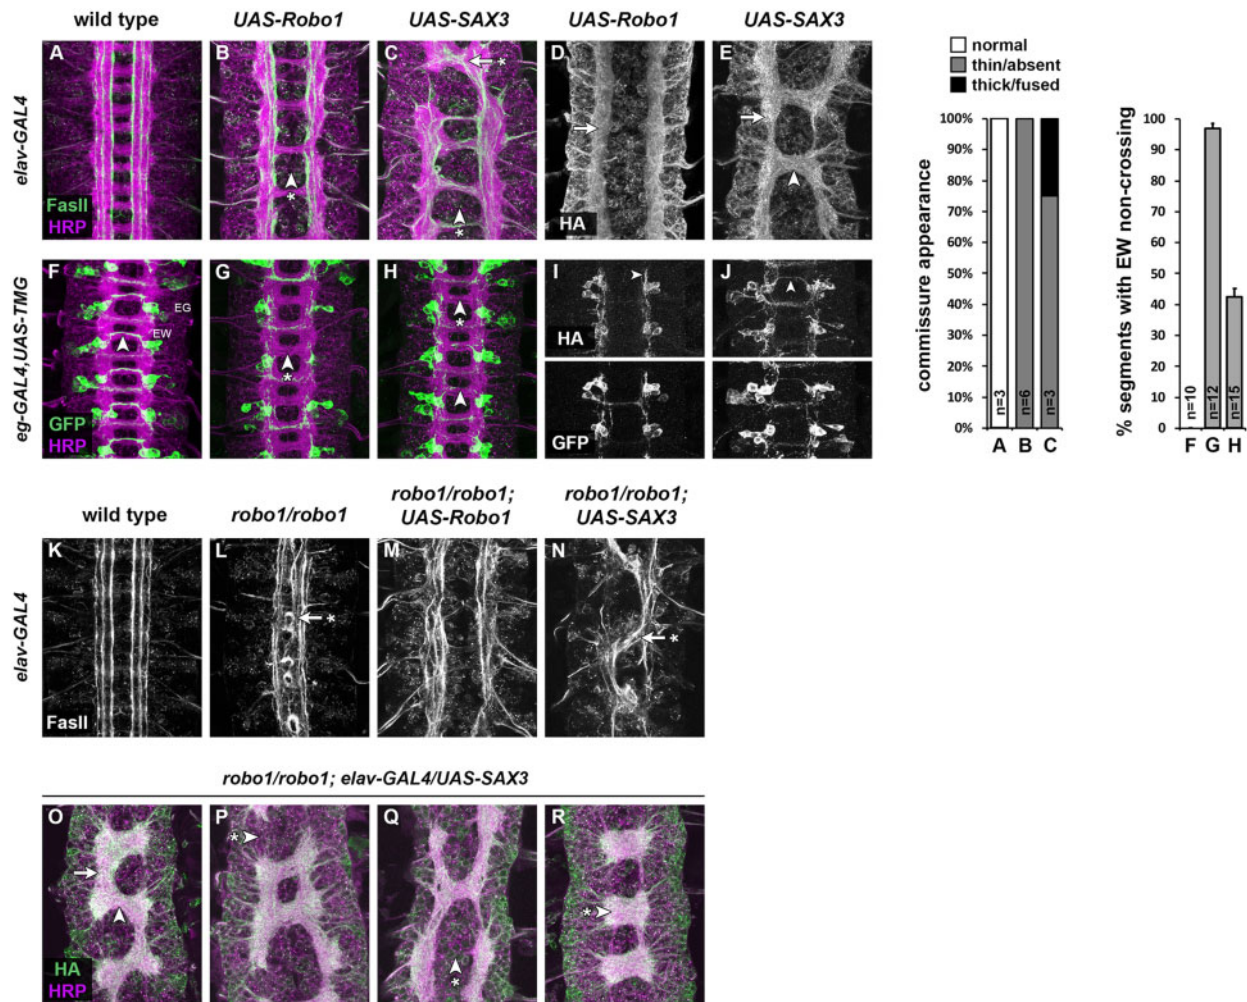 wild type
UAS-Robo1
UAS-SAX3
UAS-Robo1
UAS-SAX3
elav-GAL4
A
FasII
HRP
B
*
C
*
*
D
HA
E
normal
thin/absent
thick/fused
commissure appearance
100%
90%
80%
70%
60%
50%
40%
30%
20%
10%
0%
n=3
n=6
n=3
A B C
% segments with EW non-crossing
100
90
80
70
60
50
40
30
20
10
0
n=10
n=12
n=15
F G H
eg-GAL4,UAS-TMG
F
EG
EW
GFP
HRP
G
*
H
*
I
HA
GFP
J
wild type
robo1/robo1
robo1/robo1;
UAS-Robo1
robo1/robo1;
UAS-SAX3
elav-GAL4
K
FasII
L
*
M
N
*
robo1/robo1; elav-GAL4/UAS-SAX3
O
HA
HRP
P
*
Q
*
R
*